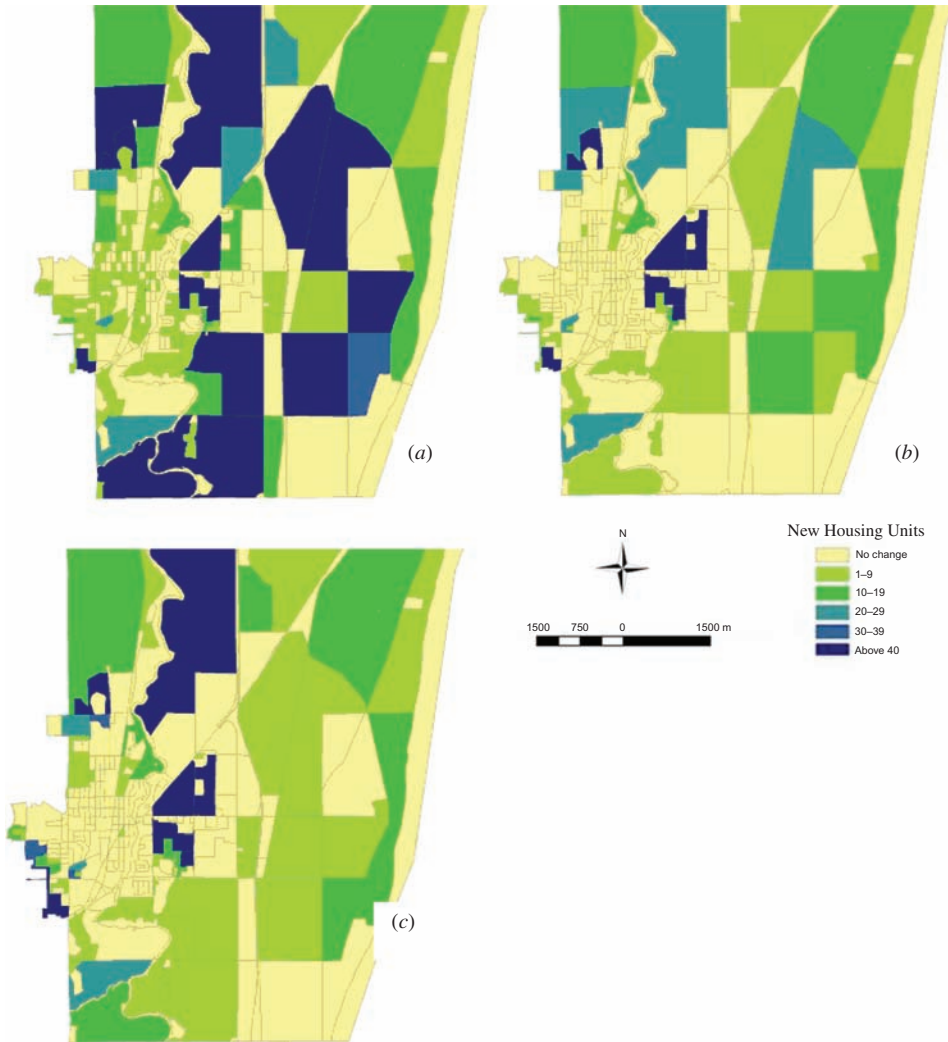 (a)
(b)
N
1500 750 0 1500 m
New Housing Units
No change
1–9
10–19
20–29
30–39
Above 40
(c)